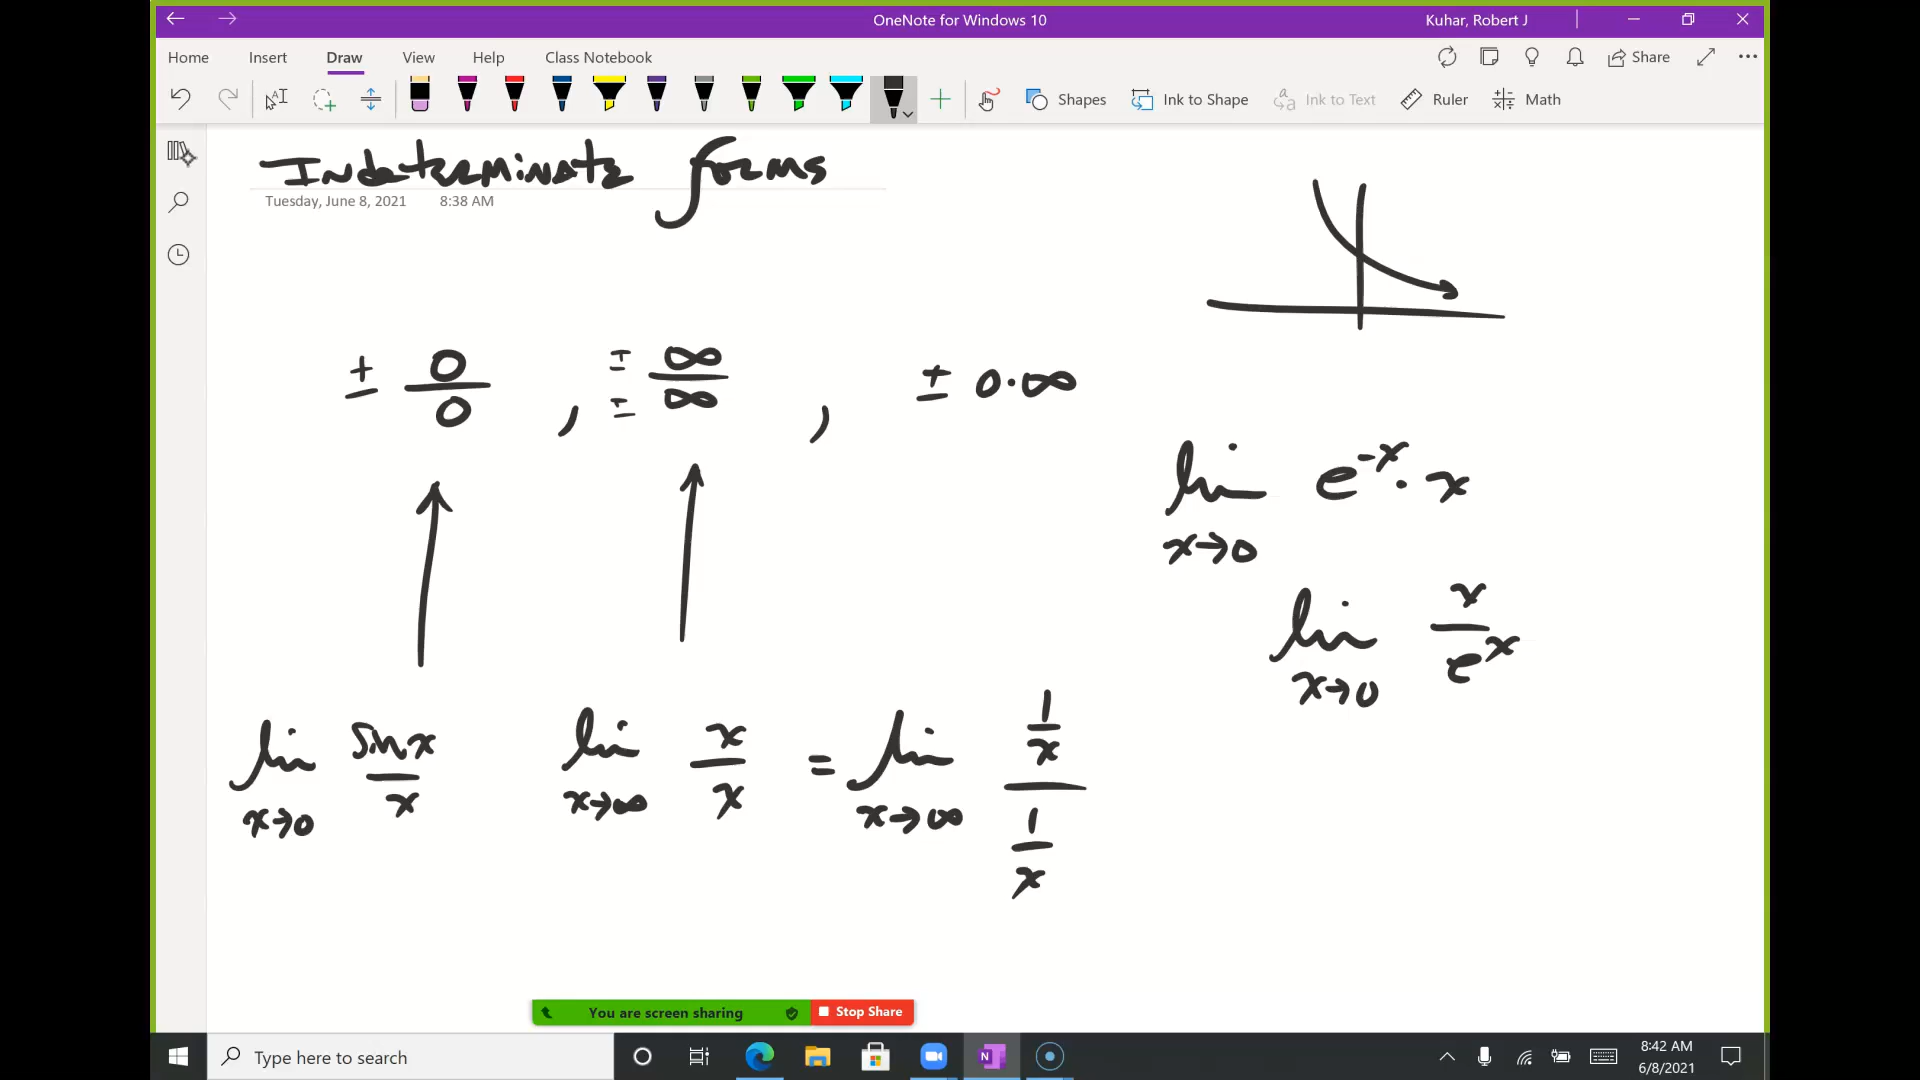 OneNote for Windows 10
Kuhar, Robert J
Home Insert Draw View Help Class Notebook Share
Shapes Ink to Shape Ink to Text Ruler Math
Indeterminate forms
Tuesday, June 8, 2021 8:38 AM
± 0/0 , ± ∞/± ∞ , ± 0·∞
lim x→0 e^-x · x
lim x→0 x/e^x
lim x→0 sin x/x lim x→∞ x/x = lim x→∞ (1/x)/(1/x)
You are screen sharing Stop Share
Type here to search
8:42 AM
6/8/2021